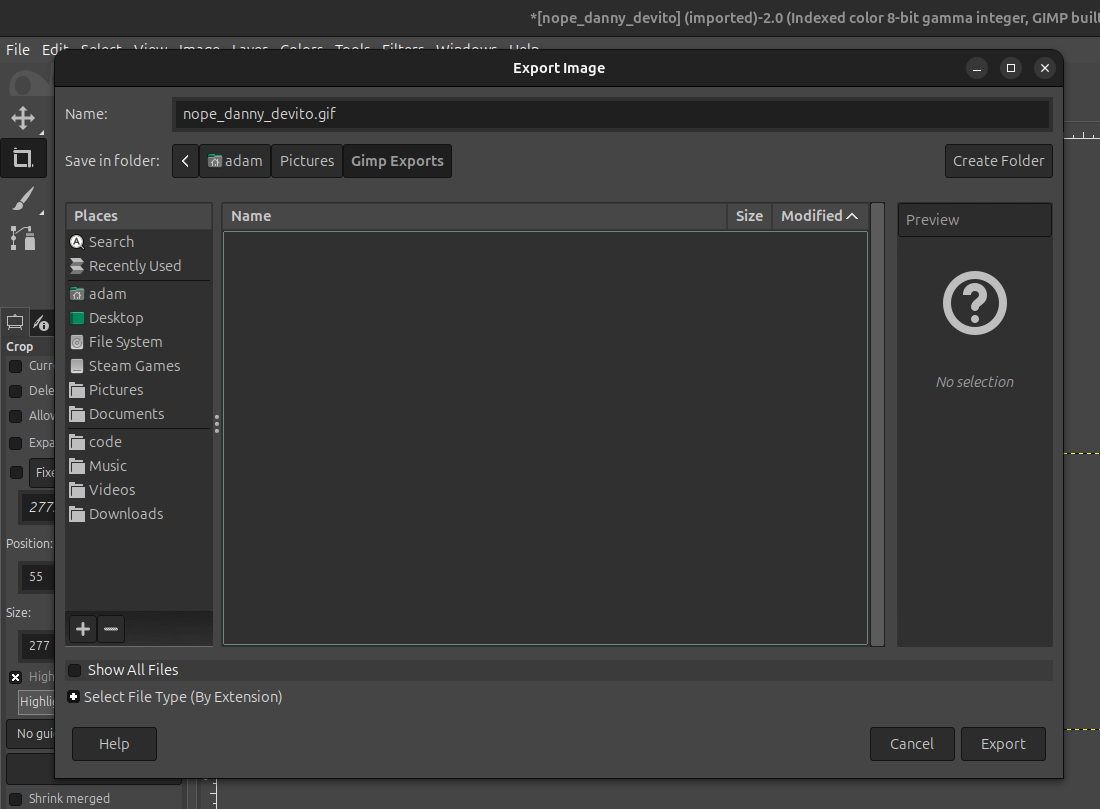 *[nope_danny_devito] (imported)-2.0 (Indexed color 8-bit gamma integer, GIMP buil
File Edit Select View Image Layer Colors Tools Filters Windows Help
Export Image
Name: nope_danny_devito.gif
Save in folder: adam Pictures Gimp Exports Create Folder
Places Name Size Modified Preview
Search
Recently Used
adam
Desktop
File System
Steam Games
Pictures
Documents
code
Music
Videos
Downloads
No selection
Crop
Curr
Dele
Allow
Expa
Fixe
277.
Position:
55
Size:
277
High
Highlig
No gui
Shrink merged
Show All Files
Select File Type (By Extension)
Help Cancel Export